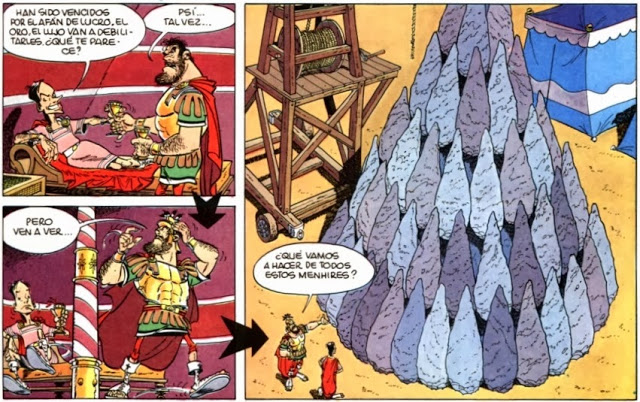 HAN SIDO VENCIDOS
POR EL AFÁN DE LUCRO, EL
ORO, EL LUJO VAN A DEBILI-
TARLES. ¿QUÉ TE PARE-
CE?
PSÍ'...
TAL VEZ...
PERO
VEN A VER...
¿QUÉ VAMOS
A HACER DE TODOS
ESTOS MENHIRES?